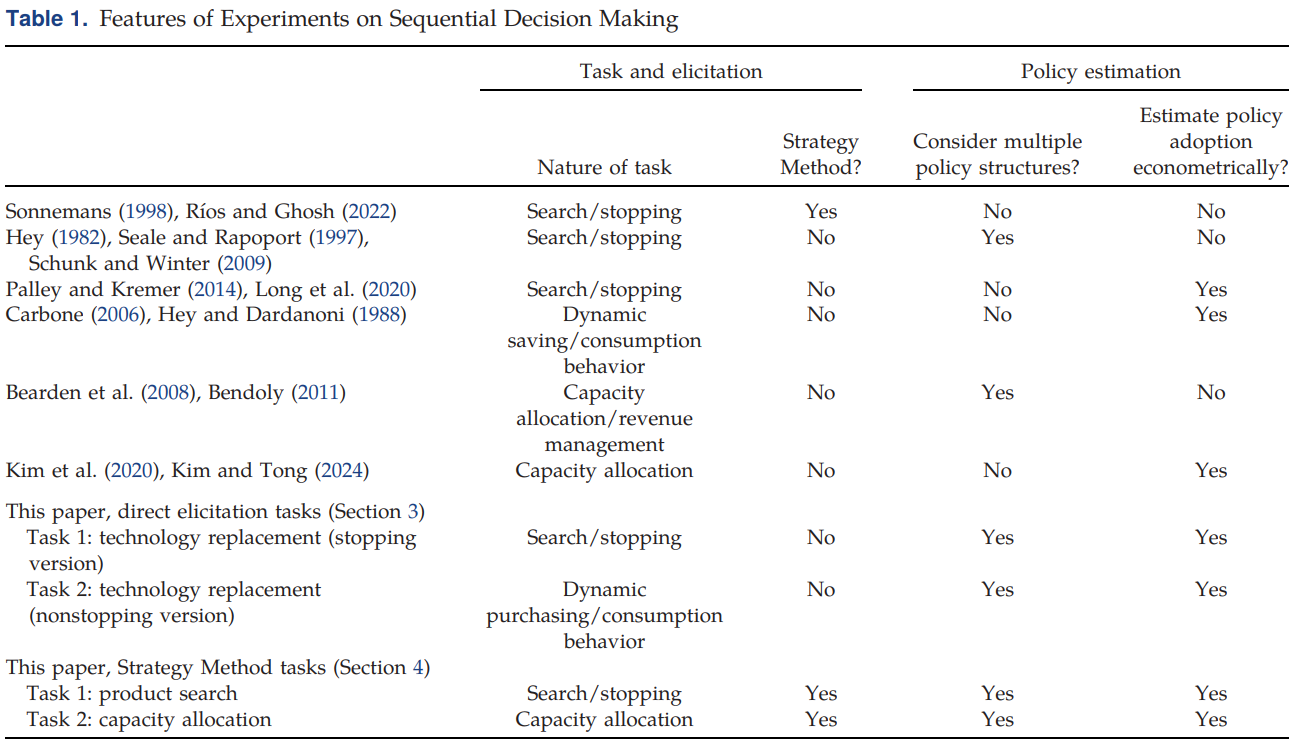 Table 1. Features of Experiments on Sequential Decision Making
Task and elicitation Policy estimation
Nature of task Strategy Method? Consider multiple policy structures? Estimate policy adoption econometrically?
Sonnemans (1998), Ríos and Ghosh (2022) Search/stopping Yes No No
Hey (1982), Seale and Rapoport (1997), Search/stopping No Yes No
Schunk and Winter (2009)
Palley and Kremer (2014), Long et al. (2020) Search/stopping No No Yes
Carbone (2006), Hey and Dardanoni (1988) Dynamic No No Yes
saving/consumption
behavior
Bearden et al. (2008), Bendoly (2011) Capacity No Yes No
allocation/revenue
management
Kim et al. (2020), Kim and Tong (2024) Capacity allocation No No Yes
This paper, direct elicitation tasks (Section 3)
Task 1: technology replacement (stopping Search/stopping No Yes Yes
version)
Task 2: technology replacement Dynamic No Yes Yes
(nonstopping version) purchasing/consumption
behavior
This paper, Strategy Method tasks (Section 4)
Task 1: product search Search/stopping Yes Yes Yes
Task 2: capacity allocation Capacity allocation Yes Yes Yes